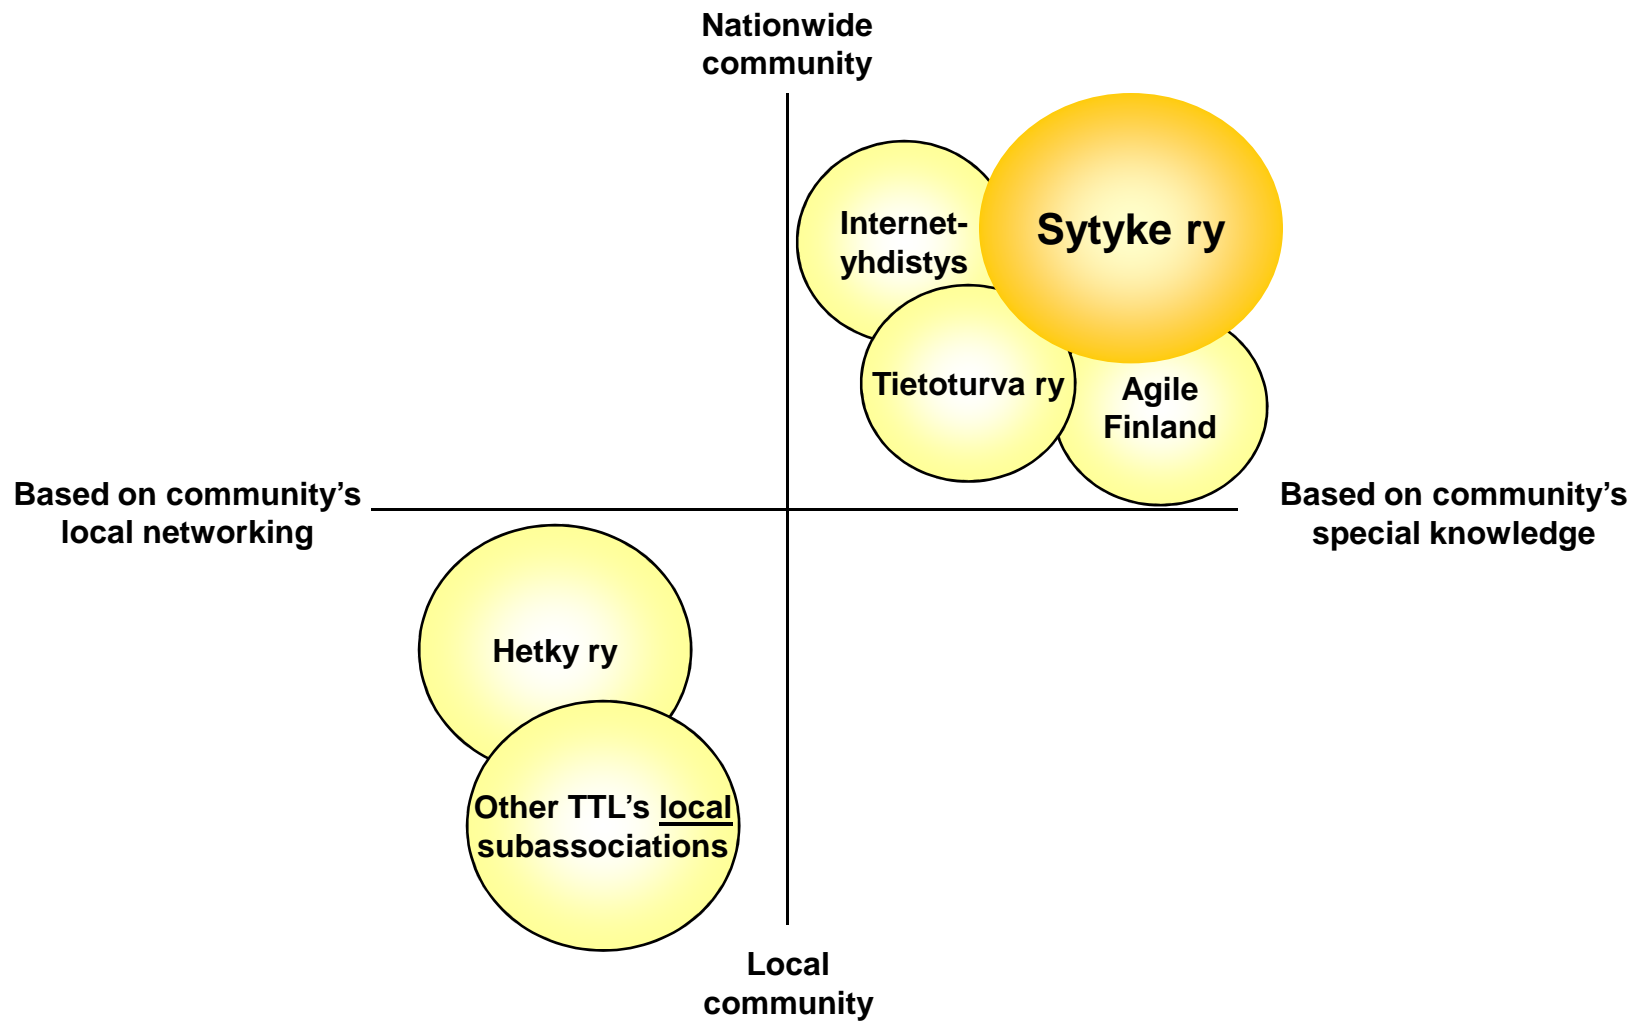 Nationwide
community
Internet-
yhdistys
Sytyke ry
Tietoturva ry
Agile
Finland
Based on community’s
local networking
Based on community’s
special knowledge
Hetky ry
Other TTL’s local
subassociations
Local
community